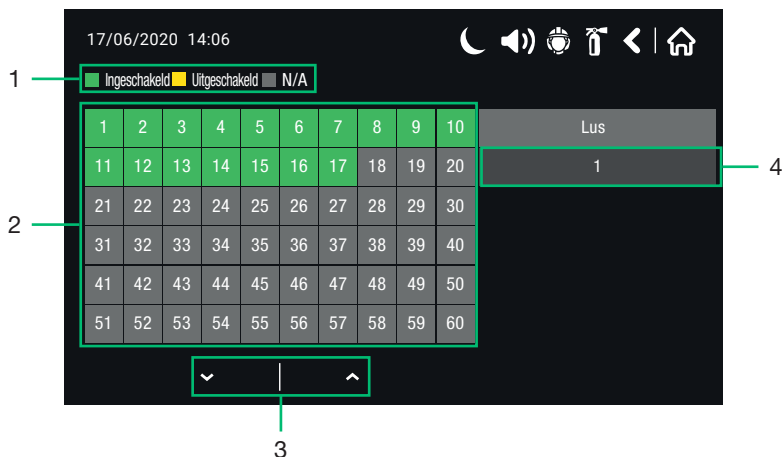 17/06/2020 14:06
1
Ingeschakeld Uitgeschakeld N/A
1 2 3 4 5 6 7 8 9 10 Lus
11 12 13 14 15 16 17 18 19 20 1 4
2
21 22 23 24 25 26 27 28 29 30
31 32 33 34 35 36 37 38 39 40
41 42 43 44 45 46 47 48 49 50
51 52 53 54 55 56 57 58 59 60
3